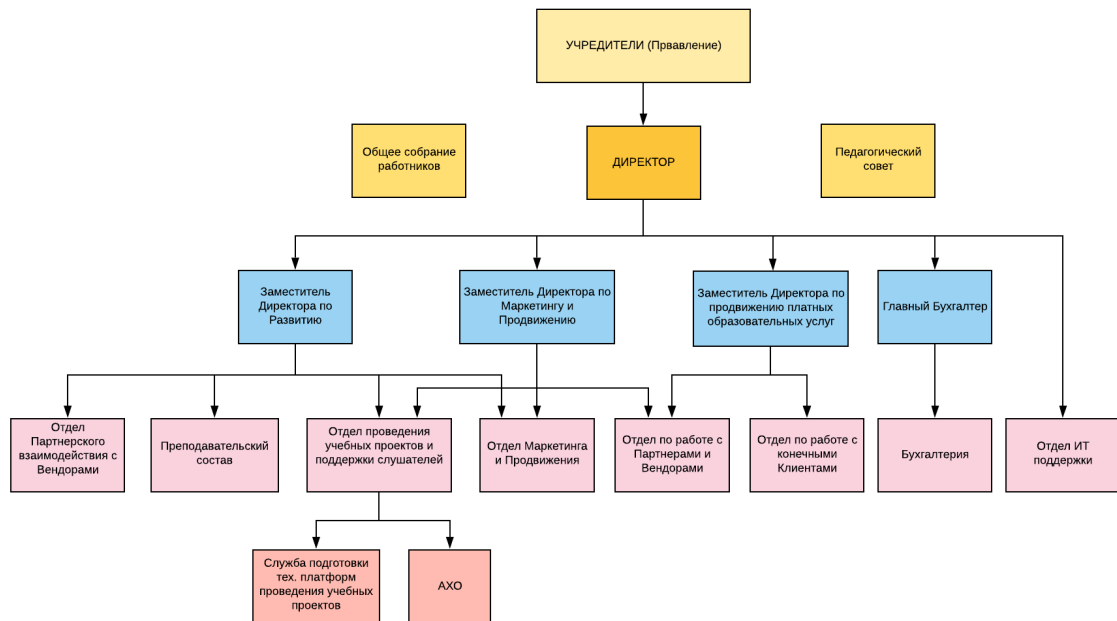 УЧРЕДИТЕЛИ (Првавление)
Общее собрание
работников
ДИРЕКТОР
Педагогический
совет
Заместитель
Директора по
Развитию
Заместитель Директора по
Маркетингу и
Продвижению
Заместитель Директора по
продвижению платных
образовательных услуг
Главный Бухгалтер
Отдел
Партнерского
взаимодействия с
Вендорами
Преподавательский
состав
Отдел проведения
учебных проектов и
поддержки слушателей
Отдел Маркетинга
и Продвижения
Отдел по работе с
Партнерами и
Вендорами
Отдел по работе с
конечными
Клиентами
Бухгалтерия
Отдел ИТ
поддержки
Служба подготовки
тех. платформ
проведения учебных
проектов
АХО